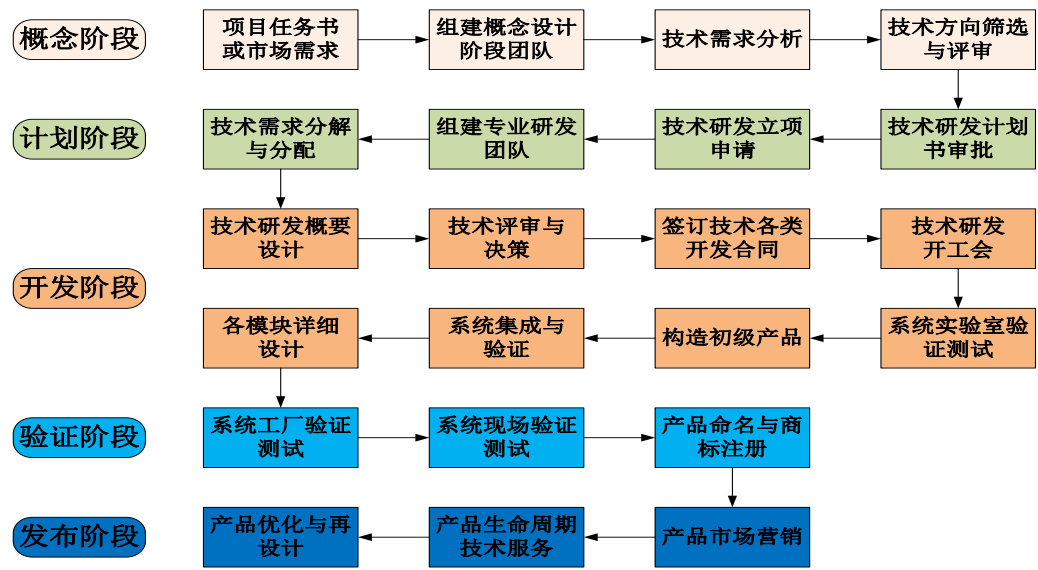 概念阶段
项目任务书
或市场需求
组建概念设计
阶段团队
技术需求分析
技术方向筛选
与评审
计划阶段
技术需求分解
与分配
组建专业研发
团队
技术研发立项
申请
技术研发计划
书审批
开发阶段
技术研发概要
设计
技术评审与
决策
签订技术各类
开发合同
技术研发
开工会
各模块详细
设计
系统集成与
验证
构造初级产品
系统实验室验
证测试
验证阶段
系统工厂验证
测试
系统现场验证
测试
产品命名与商
标注册
发布阶段
产品优化与再
设计
产品生命周期
技术服务
产品市场营销